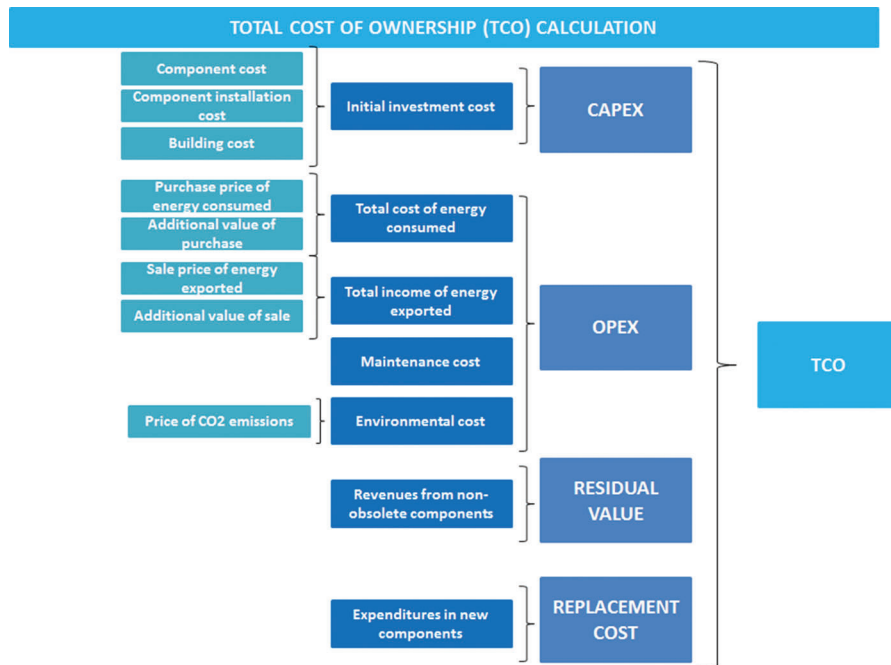 TOTAL COST OF OWNERSHIP (TCO) CALCULATION
Component cost
Component installation
cost
Building cost
Initial investment cost
CAPEX
Purchase price of
energy consumed
Additional value of
purchase
Total cost of energy
consumed
Sale price of energy
exported
Additional value of sale
Total income of energy
exported
Maintenance cost
Price of CO2 emissions
Environmental cost
OPEX
Revenues from non-
obsolete components
RESIDUAL
VALUE
Expenditures in new
components
REPLACEMENT
COST
TCO